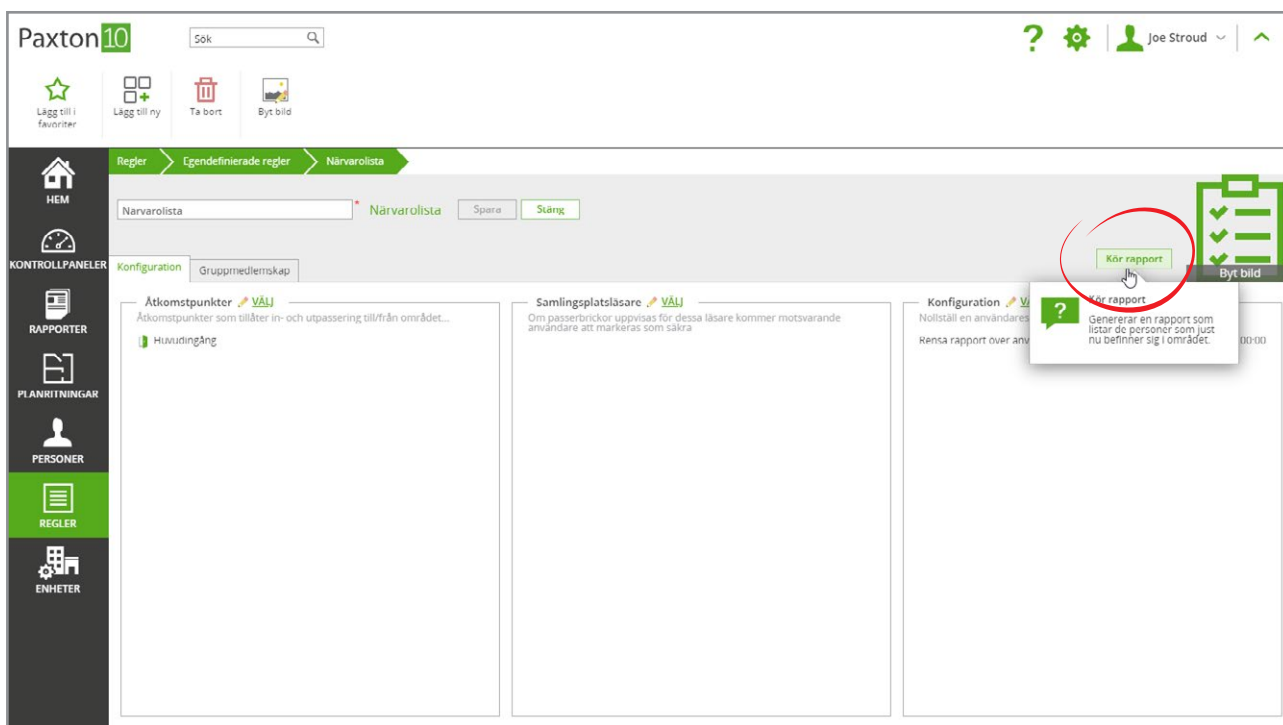 Paxton 10
Sök
Joe Stroud
Lägg till i
favoriter
Lägg till ny
Ta bort
Byt bild
HEM
KONTROLLPANELER
RAPPORTER
PLANRITNINGAR
PERSONER
REGLER
ENHETER
Regler
Egendefinierade regler
Närvarolista
Narvarolista
*
Närvarolista
Spara
Stäng
Kör rapport
Byt bild
Konfiguration
Gruppmedlemskap
Åtkomstpunkter VÄLJ
Åtkomstpunkter som tillåter in- och utpassering till/från området...
Huvudingång
Samlingsplatsläsare VÄLJ
Om passerbrickor uppvisas för dessa läsare kommer motsvarande
användare att markeras som säkra
Konfiguration
Nollställ en användares
Rensa rapport over anv
00:00
?
Kör rapport
Genererar en rapport som
listar de personer som just
nu befinner sig i området.